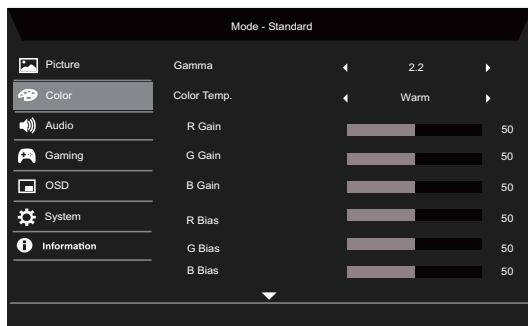 Mode - Standard
Picture
Color
Audio
Gaming
OSD
System
Information
Gamma 2.2
Color Temp. Warm
R Gain 50
G Gain 50
B Gain 50
R Bias 50
G Bias 50
B Bias 50